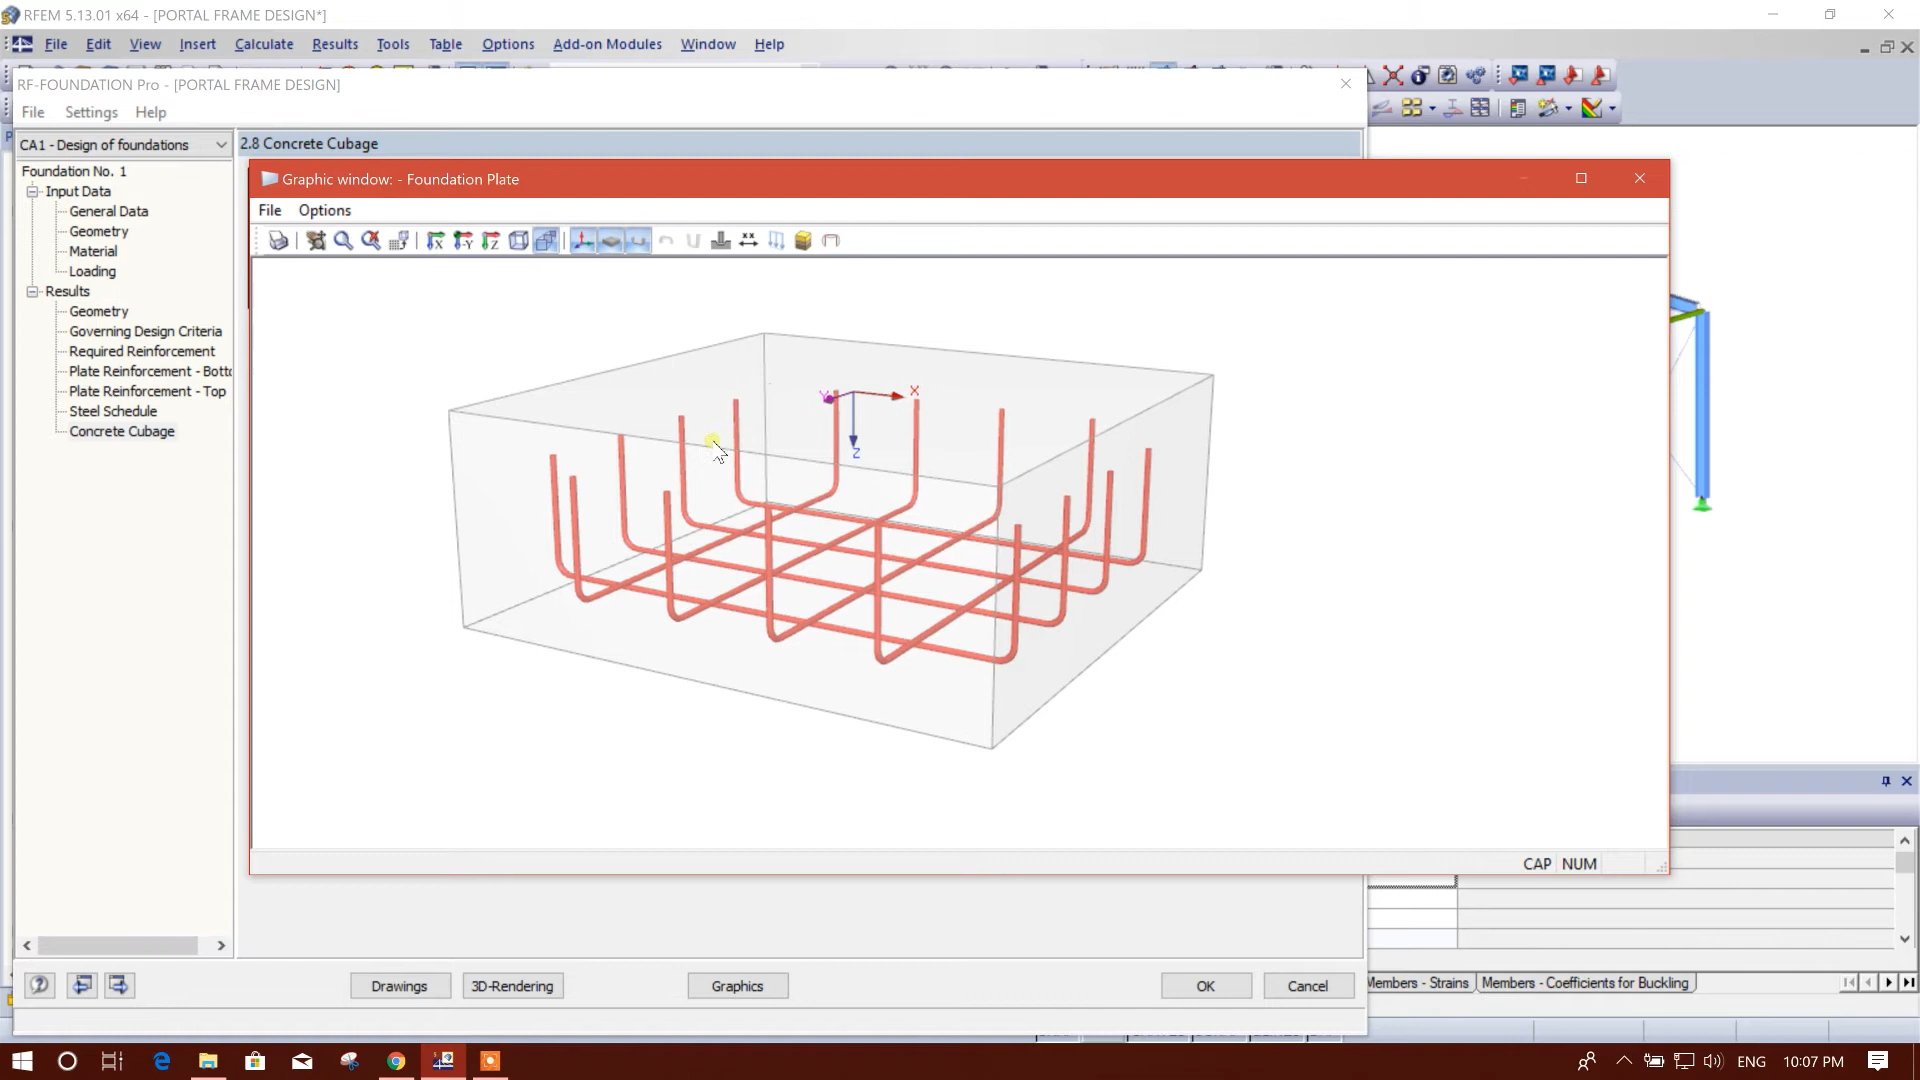 RFEM 5.13.01 x64 - [PORTAL FRAME DESIGN*]
File Edit View Insert Calculate Results Tools Table Options Add-on Modules Window Help
RF-FOUNDATION Pro - [PORTAL FRAME DESIGN]
File Settings Help
CA1 - Design of foundations
2.8 Concrete Cubage
Foundation No. 1
Input Data
General Data
Geometry
Material
Loading
Results
Geometry
Governing Design Criteria
Required Reinforcement
Plate Reinforcement - Botto
Plate Reinforcement - Top
Steel Schedule
Concrete Cubage
Graphic window: - Foundation Plate
File Options
X
-Y
Z
xx
Y
X
Z
CAP NUM
Drawings 3D-Rendering Graphics OK Cancel
Members - Strains Members - Coefficients for Buckling
ENG 10:07 PM